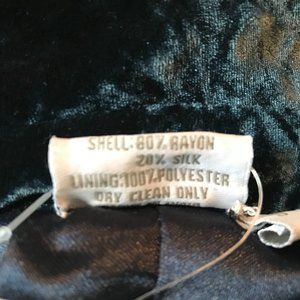 SHELL: 80% RAYON
20% SILK
LINING: 100% POLYESTER
DRY CLEAN ONLY